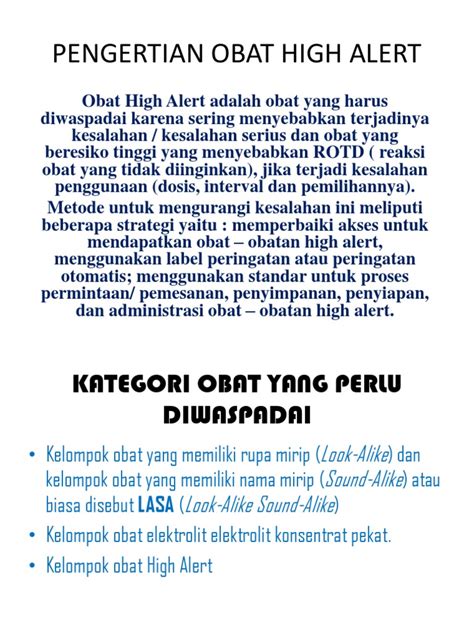 PENGERTIAN OBAT HIGH ALERT
Obat High Alert adalah obat yang harus
diwaspadai karena sering menyebabkan terjadinya
kesalahan / kesalahan serius dan obat yang
beresiko tinggi yang menyebabkan ROTD ( reaksi
obat yang tidak diinginkan), jika terjadi kesalahan
penggunaan (dosis, interval dan pemilihannya).
Metode untuk mengurangi kesalahan ini meliputi
beberapa strategi yaitu : memperbaiki akses untuk
mendapatkan obat – obatan high alert,
menggunakan label peringatan atau peringatan
otomatis; menggunakan standar untuk proses
permintaan/ pemesanan, penyimpanan, penyiapan,
dan administrasi obat – obatan high alert.
KATEGORI OBAT YANG PERLU
DIWASPADAI
• Kelompok obat yang memiliki rupa mirip (Look-Alike) dan
kelompok obat yang memiliki nama mirip (Sound-Alike) atau
biasa disebut LASA (Look-Alike Sound-Alike)
• Kelompok obat elektrolit elektrolit konsentrat pekat.
• Kelompok obat High Alert